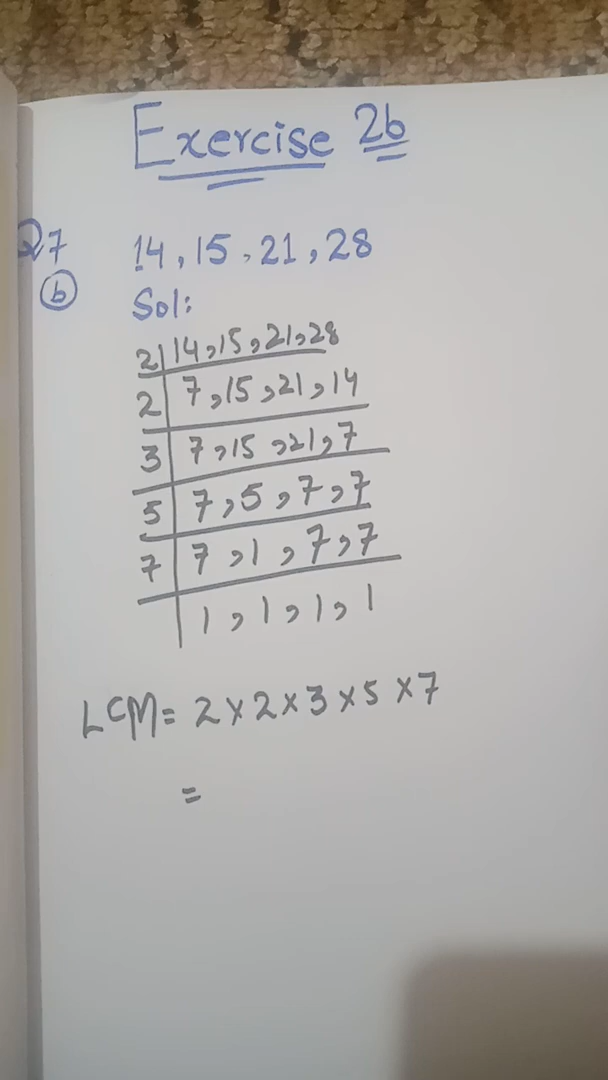 Exercise 2b
Q7 14, 15, 21, 28
b Sol:
2 14, 15, 21, 28
2 7, 15, 21, 14
3 7, 15, 21, 7
5 7, 5, 7, 7
7 7, 1, 7, 7
1, 1, 1, 1
LCM = 2 × 2 × 3 × 5 × 7
=